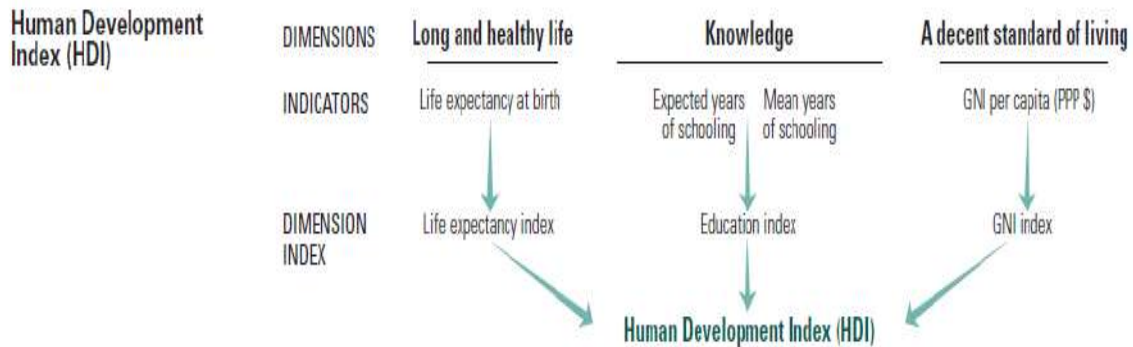 Human Development
Index (HDI)
DIMENSIONS Long and healthy life Knowledge A decent standard of living
INDICATORS Life expectancy at birth Expected years Mean years GNI per capita (PPP $)
of schooling of schooling
DIMENSION Life expectancy index Education index GNI index
INDEX
Human Development Index (HDI)